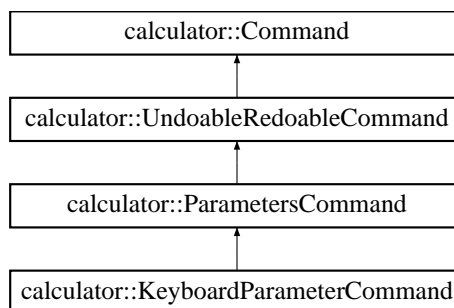 calculator::Command
calculator::UndoableRedoableCommand
calculator::ParametersCommand
calculator::KeyboardParameterCommand